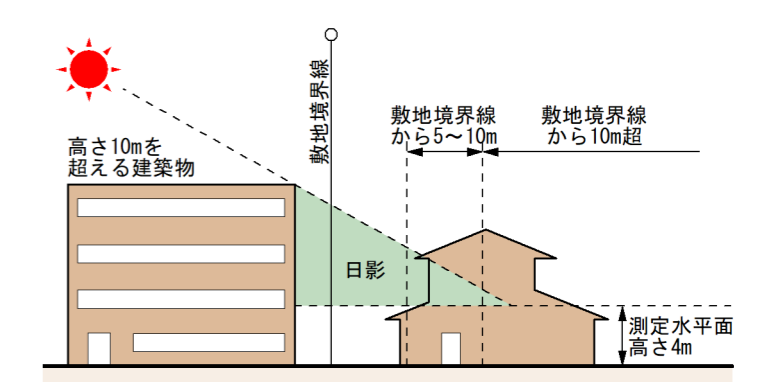 敷地境界線
敷地境界線
から5〜10m
敷地境界線
から10m超
高さ10mを
超える建築物
日影
測定水平面
高さ4m